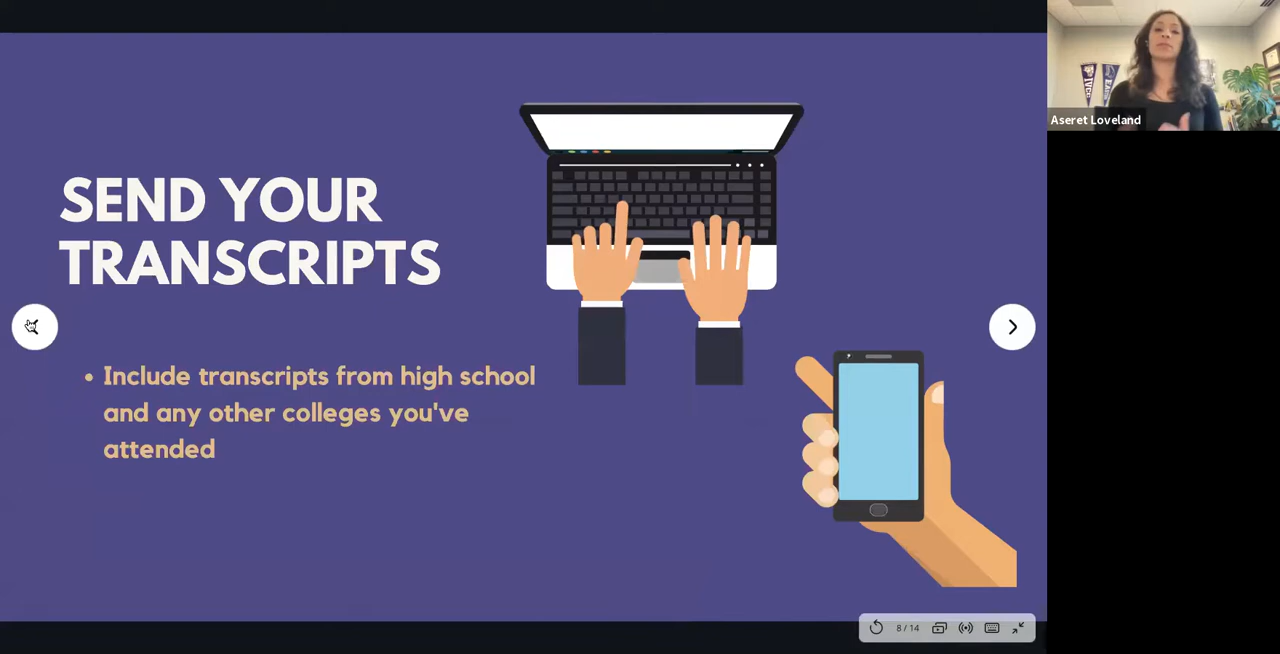 SEND YOUR
TRANSCRIPTS
• Include transcripts from high school
and any other colleges you've
attended
Aseret Loveland
IVC
8 / 14